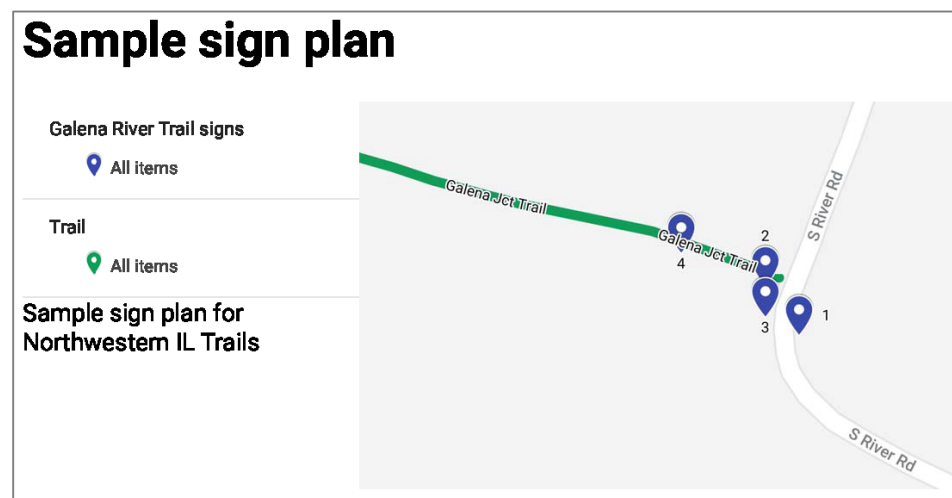 Sample sign plan
Galena River Trail signs
All items
Trail
All items
Sample sign plan for
Northwestern IL Trails
Galena Jct Trail
Galena Jct Trail
S River Rd
2
4
1
3
S River Rd